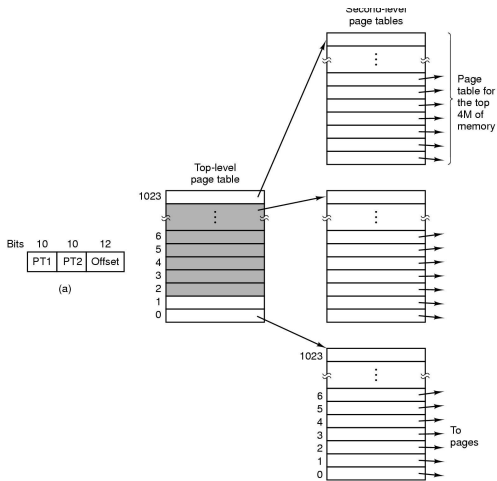 Second-level
page tables
Page
table for
the top
4M of
memory
Top-level
page table
1023
6
5
4
3
2
1
0
Bits 10 10 12
PT1 PT2 Offset
(a)
1023
6
5
4
3
2
1
0
To
pages